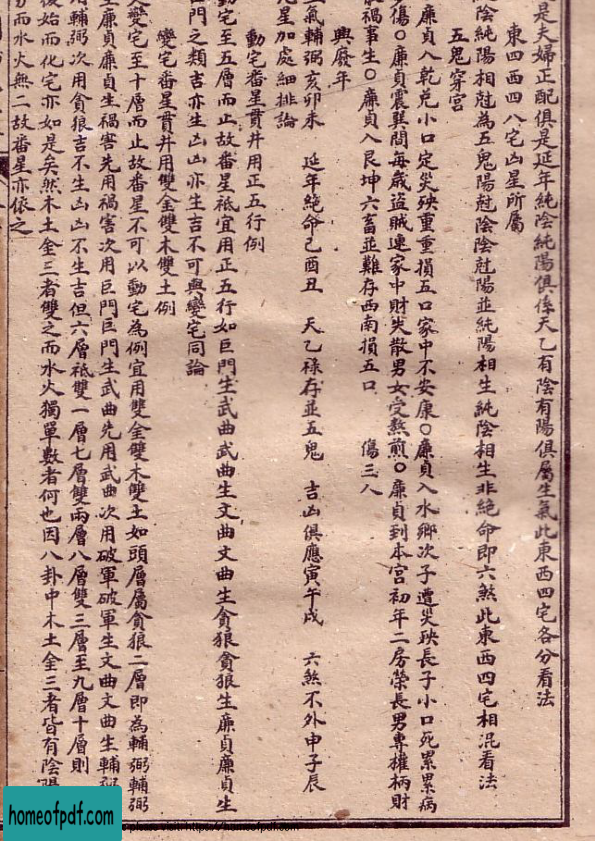 是夫婦正配俱是延年純陰純陽俱係天乙有陰有陽俱屬生氣此東西四宅各分看法
東四西四八宅凶星所屬
陰純陽相尅為五鬼陽尅陰陰尅陽並純陽相生純陰相生非絕命即六煞此東西四宅相混看法
五鬼穿宮
廉貞入乾兌小口定災殃重重損五口家中不安康○廉貞入水鄉次子遭災殃長子小口死累累病
多傷○廉貞震巽間每歲盜賊連家中財失散男女受熬煎○廉貞到本宮初年二房榮長男專權柄財
散禍事生○廉貞入艮坤六畜並難存西南損五口 傷三人
興廢年
生氣輔弼亥卯未 延年絕命己酉丑 天乙祿存並五鬼 吉凶俱應寅午戌 六煞不外申子辰
九星加處細排論
動宅番星貫井用正五行例
動宅至五層而止故番星祇宜用正五行如巨門生武曲武曲生文曲文曲生貪狼貪狼生廉貞廉貞生
巨門之類吉亦生凶凶亦生吉不可與變宅同論
變宅番星貫井用雙金雙木雙土例
夫變宅至十層而止故番星不可以動宅為例宜用雙金雙木雙土如頭層屬貪狼二層即為輔弼輔弼
生廉貞廉貞生禍害先用禍害次用巨門巨門生武曲先用武曲次用破軍破軍生文曲文曲生輔弼
用輔弼次用貪狼吉不生凶凶不生吉但六層祇雙一層七層雙兩層八層雙三層至九層十層則
後始而化宅亦如是矣然木土金三者雙之而水火獨單數者何也因八卦中木土金三者皆有陰陽
而水火無二故番星亦依之
homeofpdf.com
please visit: https://homeofpdf.com